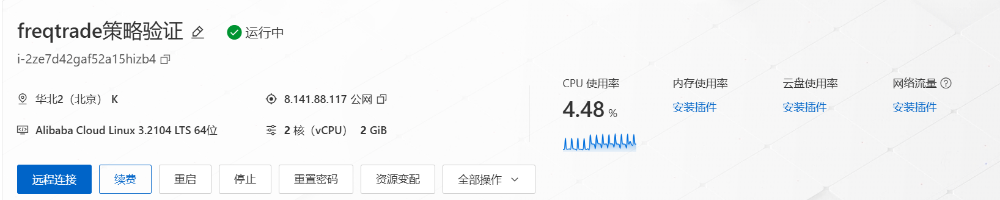 freqtrade策略验证
运行中
i-2ze7d42gaf52a15hizb4
华北2（北京） K
8.141.88.117 公网
Alibaba Cloud Linux 3.2104 LTS 64位
2 核（vCPU） 2 GiB
CPU 使用率
4.48 %
内存使用率
安装插件
云盘使用率
安装插件
网络流量
安装插件
远程连接
续费
重启
停止
重置密码
资源变配
全部操作